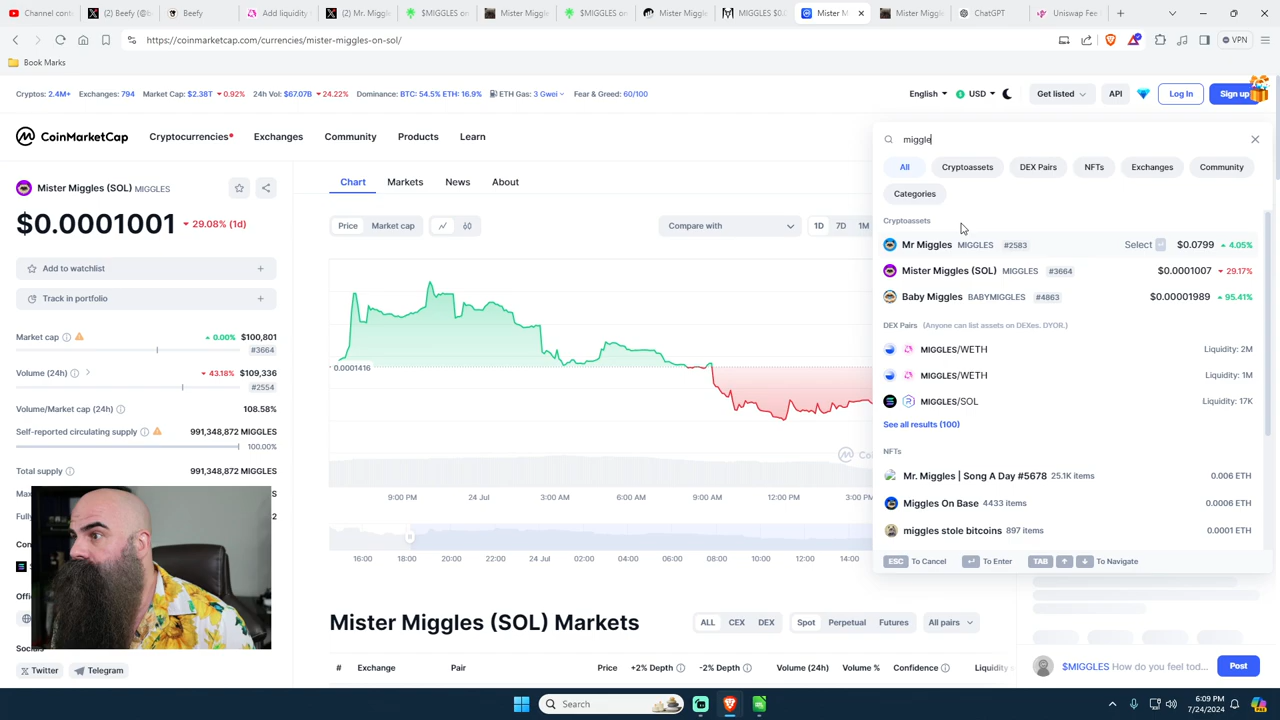 Channel cont
(2) Beefy (@b
Beefy
Add liquidity
(2) Mr. Miggl
$MIGGLES on
Mister Miggle
$MIGGLES on
Mister Miggl
MIGGLES $0.
Mister M
Mister Miggle
ChatGPT
Uniswap Fee
https://coinmarketcap.com/currencies/mister-miggles-on-sol/
VPN
Book Marks
Cryptos: 2.4M+ Exchanges: 794 Market Cap: $2.38T 0.92% 24h Vol: $67.07B 24.22% Dominance: BTC: 54.5% ETH: 16.9% ETH Gas: 3 Gwei Fear & Greed: 60/100
English USD Get listed API Log In Sign up
CoinMarketCap Cryptocurrencies Exchanges Community Products Learn
miggle
All Cryptoassets DEX Pairs NFTs Exchanges Community
Categories
Mister Miggles (SOL) MIGGLES
$0.0001001 29.08% (1d)
Add to watchlist
Track in portfolio
Market cap 0.00% $100,801
#3664
Volume (24h) 43.18% $109,336
#2554
Volume/Market cap (24h) 108.58%
Self-reported circulating supply 991,348,872 MIGGLES
100.00%
Total supply 991,348,872 MIGGLES
Twitter Telegram
Chart Markets News About
Price Market cap Compare with 1D 7D 1M
0.0001416
9:00 PM 24 Jul 3:00 AM 6:00 AM 9:00 AM 12:00 PM 3:00 P
16:00 18:00 20:00 22:00 24 Jul 02:00 04:00 06:00 08:00 10:00 12:00 14:00
Mister Miggles (SOL) Markets
ALL CEX DEX Spot Perpetual Futures All pairs
# Exchange Pair Price +2% Depth -2% Depth Volume (24h) Volume % Confidence Liquidity
Cryptoassets
Mr Miggles MIGGLES #2583 Select $0.0799 4.05%
Mister Miggles (SOL) MIGGLES #3664 $0.0001007 29.17%
Baby Miggles BABYMIGGLES #4863 $0.00001989 95.41%
DEX Pairs (Anyone can list assets on DEXes. DYOR.)
MIGGLES/WETH Liquidity: 2M
MIGGLES/WETH Liquidity: 1M
MIGGLES/SOL Liquidity: 17K
See all results (100)
NFTs
Mr. Miggles | Song A Day #5678 25.1K items 0.006 ETH
Miggles On Base 4433 items 0.0006 ETH
miggles stole bitcoins 897 items 0.0001 ETH
ESC To Cancel To Enter TAB To Navigate
$MIGGLES How do you feel tod... Post
Search
6:09 PM
7/24/2024